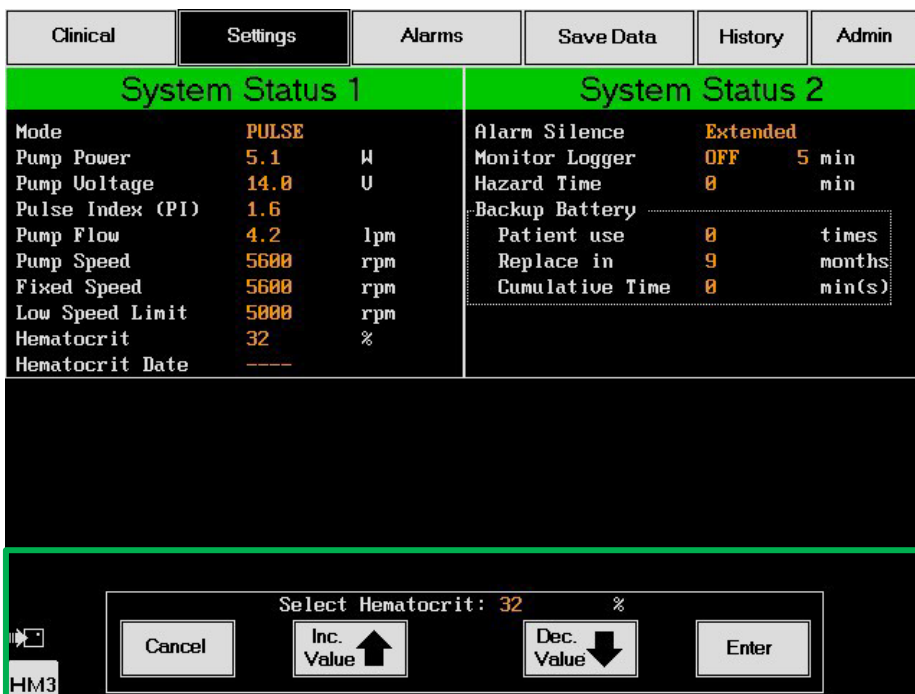 Clinical Settings Alarms Save Data History Admin
System Status 1
Mode PULSE
Pump Power 5.1 W
Pump Voltage 14.0 V
Pulse Index (PI) 1.6
Pump Flow 4.2 lpm
Pump Speed 5600 rpm
Fixed Speed 5600 rpm
Low Speed Limit 5000 rpm
Hematocrit 32 %
Hematocrit Date ----
System Status 2
Alarm Silence Extended
Monitor Logger OFF 5 min
Hazard Time 0 min
Backup Battery
Patient use 0 times
Replace in 9 months
Cumulative Time 0 min(s)
Select Hematocrit: 32 %
Cancel
Inc.
Value
Dec.
Value
Enter
HM3